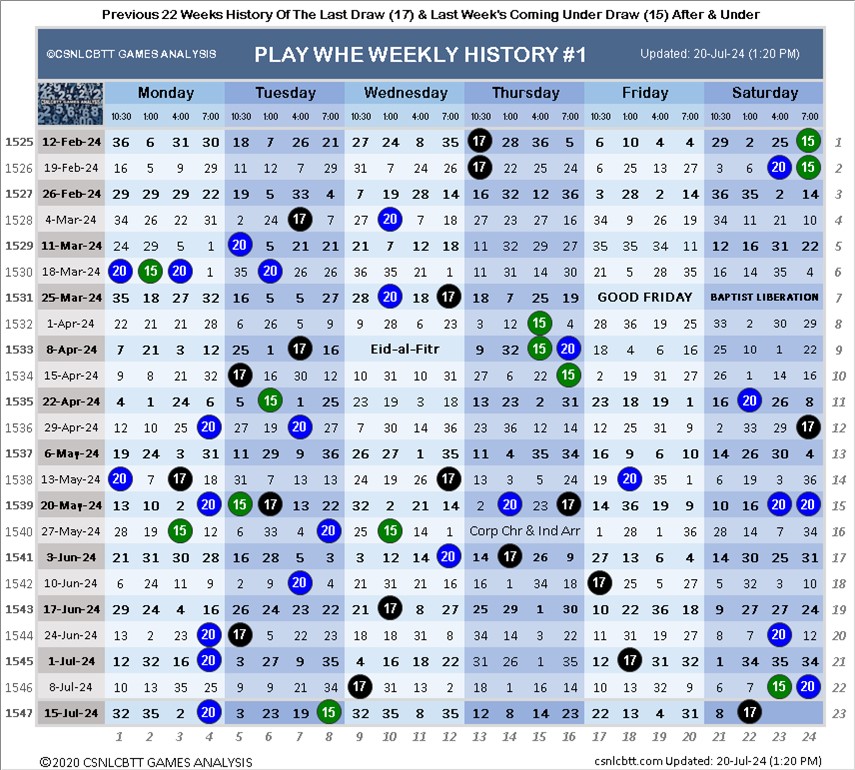 Previous 22 Weeks History Of The Last Draw (17) & Last Week's Coming Under Draw (15) After & Under
©CSNLCBTT GAMES ANALYSIS PLAY WHE WEEKLY HISTORY #1 Updated: 20-Jul-24 (1:20 PM)
CSNLCBTT GAMES ANALYSIS Monday Tuesday Wednesday Thursday Friday Saturday
10:30 1:00 4:00 7:00 10:30 1:00 4:00 7:00 10:30 1:00 4:00 7:00 10:30 1:00 4:00 7:00 10:30 1:00 4:00 7:00 10:30 1:00 4:00 7:00
1525 12-Feb-24 36 6 31 30 18 7 26 21 27 24 8 35 17 28 36 5 6 10 4 4 29 2 25 15 1
1526 19-Feb-24 16 5 9 29 11 12 7 29 31 7 24 26 17 22 25 24 6 25 13 27 3 6 20 15 2
1527 26-Feb-24 29 29 29 22 19 5 33 4 7 19 28 14 16 32 12 36 3 28 2 14 36 35 2 14 3
1528 4-Mar-24 34 26 22 31 2 24 17 7 27 20 7 18 27 23 27 16 34 9 26 19 34 11 21 10 4
1529 11-Mar-24 24 29 5 1 20 5 21 21 21 7 12 18 11 32 29 27 35 35 34 11 12 16 31 22 5
1530 18-Mar-24 20 15 20 1 35 20 26 26 36 35 21 1 11 31 14 30 21 5 28 35 16 14 35 4 6
1531 25-Mar-24 35 18 27 32 16 5 5 27 28 20 18 17 18 7 25 19 GOOD FRIDAY BAPTIST LIBERATION 7
1532 1-Apr-24 22 21 21 28 6 26 5 9 9 28 6 23 3 12 15 4 28 36 19 25 33 2 30 29 8
1533 8-Apr-24 7 21 3 12 25 1 17 16 Eid-al-Fitr 9 32 15 20 18 4 6 16 25 10 1 22 9
1534 15-Apr-24 9 8 21 32 17 16 30 12 10 31 10 31 27 6 22 15 2 19 31 27 26 1 14 16 10
1535 22-Apr-24 4 1 24 6 5 15 1 25 23 19 3 18 13 23 2 31 23 18 19 1 16 20 26 8 11
1536 29-Apr-24 12 10 25 20 27 19 20 27 7 30 14 36 23 36 12 14 12 25 31 9 2 33 29 17 12
1537 6-May-24 19 24 3 31 11 29 9 36 26 27 1 35 11 4 35 34 16 9 6 10 14 26 30 4 13
1538 13-May-24 20 7 17 18 31 7 13 13 24 19 26 17 13 3 5 24 18 20 35 1 6 19 3 36 14
1539 20-May-24 13 10 2 20 15 17 13 22 32 2 21 14 2 20 23 17 14 36 19 9 10 16 20 20 15
1540 27-May-24 28 19 15 12 6 33 4 20 10 15 14 1 Corp Chr & Ind Arr 1 28 1 36 28 14 7 34 16
1541 3-Jun-24 21 31 30 28 16 28 5 3 3 12 14 20 14 17 26 9 27 13 6 4 14 30 25 31 17
1542 10-Jun-24 6 24 11 9 2 9 20 4 21 31 21 16 16 1 34 18 17 25 5 27 5 32 3 10 18
1543 17-Jun-24 29 24 4 16 26 24 23 22 21 17 8 27 25 29 1 30 10 22 36 18 9 27 27 24 19
1544 24-Jun-24 13 2 23 20 17 5 22 23 18 18 31 8 34 14 3 22 11 31 19 27 9 8 20 12 20
1545 1-Jul-24 12 32 16 20 3 27 9 35 4 16 18 22 31 26 1 35 12 17 31 32 1 34 35 34 21
1546 8-Jul-24 10 13 35 25 9 9 21 34 17 31 13 2 18 1 16 14 10 13 32 9 6 7 15 20 22
1547 15-Jul-24 32 35 2 20 3 23 19 15 32 35 8 35 12 8 14 23 22 13 4 31 8 17 23
1 2 3 4 5 6 7 8 9 10 11 12 13 14 15 16 17 18 19 20 21 22 23 24
©2020 CSNLCBTT GAMES ANALYSIS csnlcbtt.com Updated: 20-Jul-24 (1:20 PM)